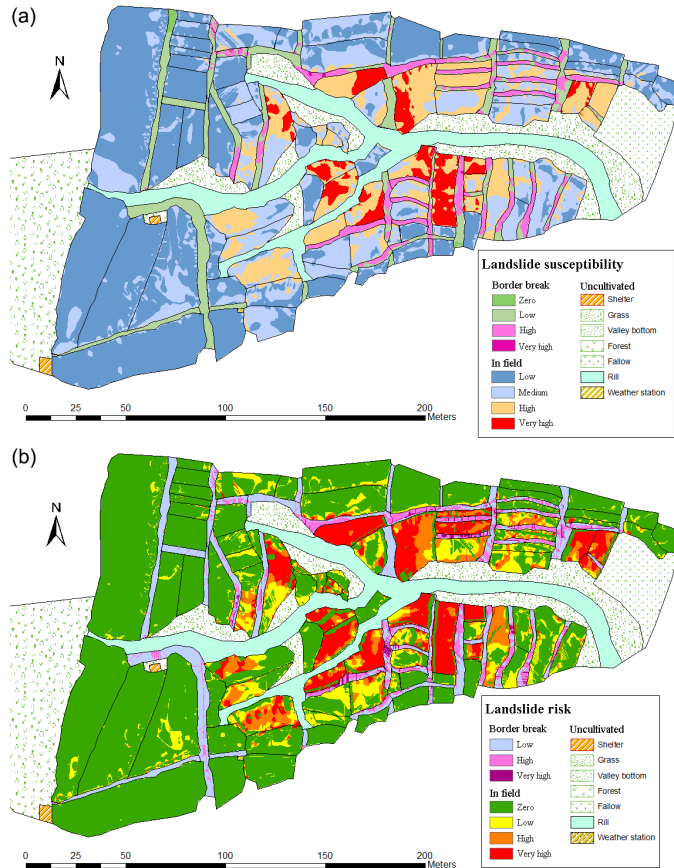 (a)
N
Landslide susceptibility
Border break
Zero
Low
High
Very high
In field
Low
Medium
High
Very high
Uncultivated
Shelter
Grass
Valley bottom
Forest
Fallow
Rill
Weather station
0 25 50 100 150 200
Meters
(b)
N
Landslide risk
Border break
Low
High
Very high
In field
Zero
Low
High
Very high
Uncultivated
Shelter
Grass
Valley bottom
Forest
Fallow
Rill
Weather station
0 25 50 100 150 200
Meters